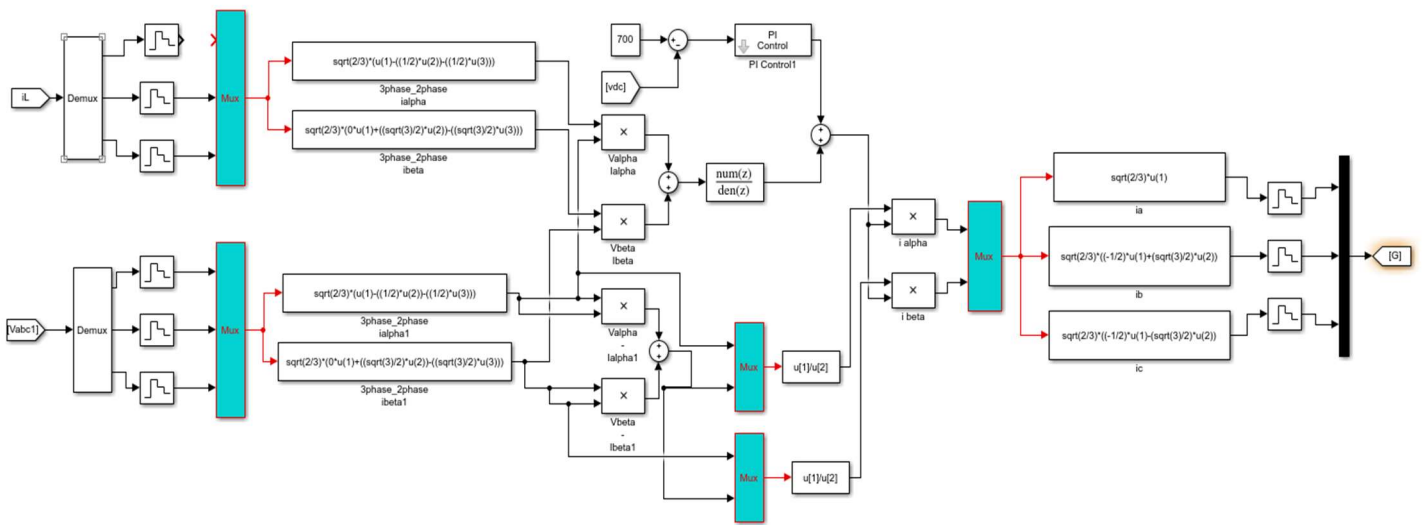 iL
Demux
Mux
sqrt(2/3)*(u(1)-((1/2)*u(2))-((1/2)*u(3)))
3phase_2phase
ialpha
sqrt(2/3)*(0*u(1)+((sqrt(3)/2)*u(2))-((sqrt(3)/2)*u(3)))
3phase_2phase
ibeta
700
+
-
PI
Control
PI Control1
[vdc]
×
Valpha
Ialpha
+
+
num(z)
den(z)
+
+
×
Vbeta
Ibeta
[Vabc1]
Demux
Mux
sqrt(2/3)*(u(1)-((1/2)*u(2))-((1/2)*u(3)))
3phase_2phase
ialpha1
sqrt(2/3)*(0*u(1)+((sqrt(3)/2)*u(2))-((sqrt(3)/2)*u(3)))
3phase_2phase
ibeta1
×
Valpha
-
Ialpha1
+
+
×
Vbeta
-
Ibeta1
Mux
u[1]/u[2]
Mux
u[1]/u[2]
×
i alpha
×
i beta
Mux
sqrt(2/3)*u(1)
ia
sqrt(2/3)*((-1/2)*u(1)+(sqrt(3)/2)*u(2))
ib
sqrt(2/3)*((-1/2)*u(1)-(sqrt(3)/2)*u(2))
ic
[G]